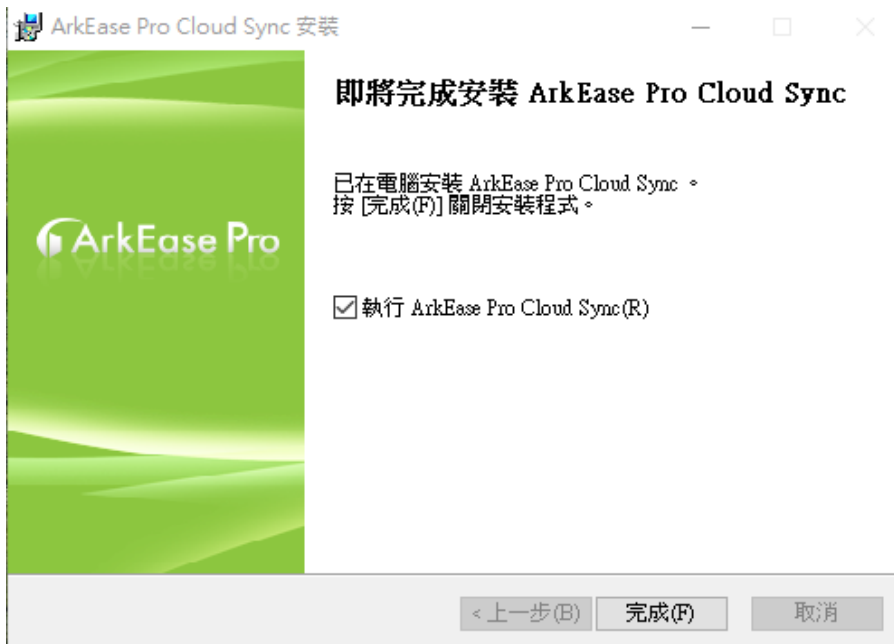 ArkEase Pro Cloud Sync 安裝
即將完成安裝 ArkEase Pro Cloud Sync
已在電腦安裝 ArkEase Pro Cloud Sync 。
按 [完成(F)] 關閉安裝程式。
ArkEase Pro
執行 ArkEase Pro Cloud Sync(R)
<上一步(B)
完成(F)
取消